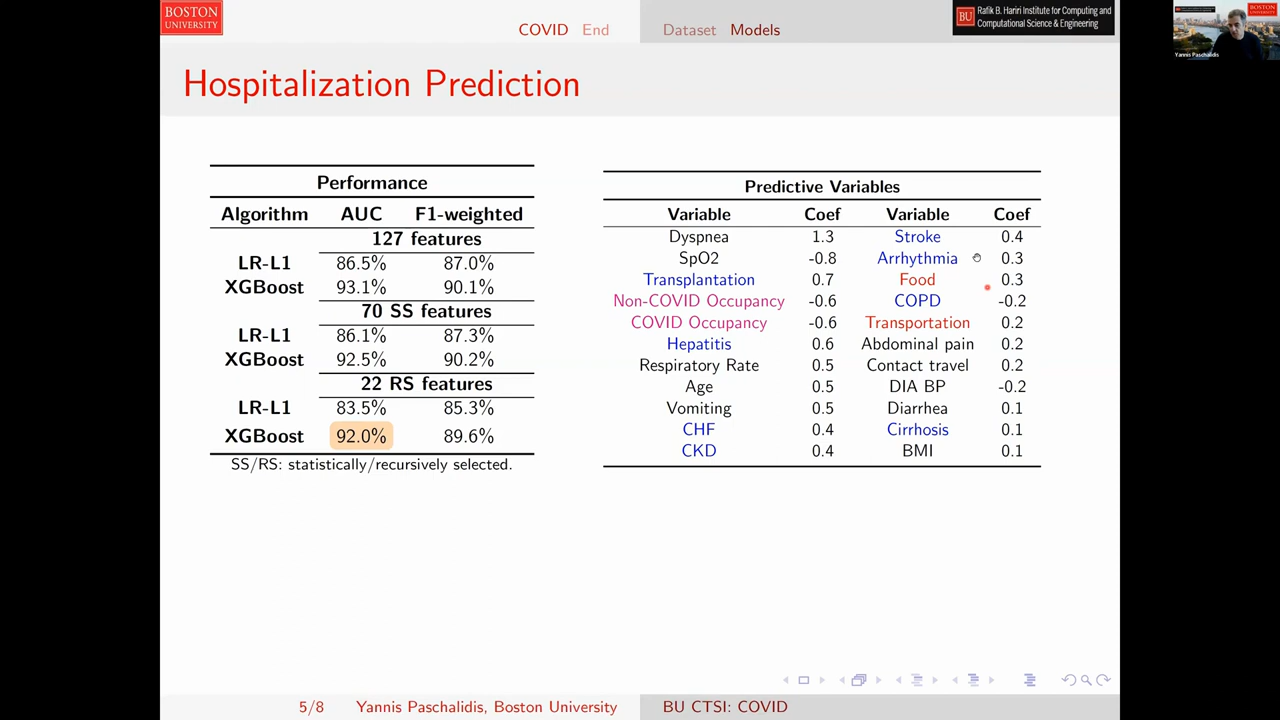 BOSTON
UNIVERSITY
COVID End Dataset Models
BU Rafik B. Hariri Institute for Computing and
Computational Science & Engineering
BOSTON
Yannis Paschalidis
Hospitalization Prediction
Performance
Algorithm AUC F1-weighted
127 features
LR-L1 86.5% 87.0%
XGBoost 93.1% 90.1%
70 SS features
LR-L1 86.1% 87.3%
XGBoost 92.5% 90.2%
22 RS features
LR-L1 83.5% 85.3%
XGBoost 92.0% 89.6%
SS/RS: statistically/recursively selected.
Predictive Variables
Variable Coef Variable Coef
Dyspnea 1.3 Stroke 0.4
SpO2 -0.8 Arrhythmia 0.3
Transplantation 0.7 Food 0.3
Non-COVID Occupancy -0.6 COPD -0.2
COVID Occupancy -0.6 Transportation 0.2
Hepatitis 0.6 Abdominal pain 0.2
Respiratory Rate 0.5 Contact travel 0.2
Age 0.5 DIA BP -0.2
Vomiting 0.5 Diarrhea 0.1
CHF 0.4 Cirrhosis 0.1
CKD 0.4 BMI 0.1
5/8 Yannis Paschalidis, Boston University BU CTSI: COVID